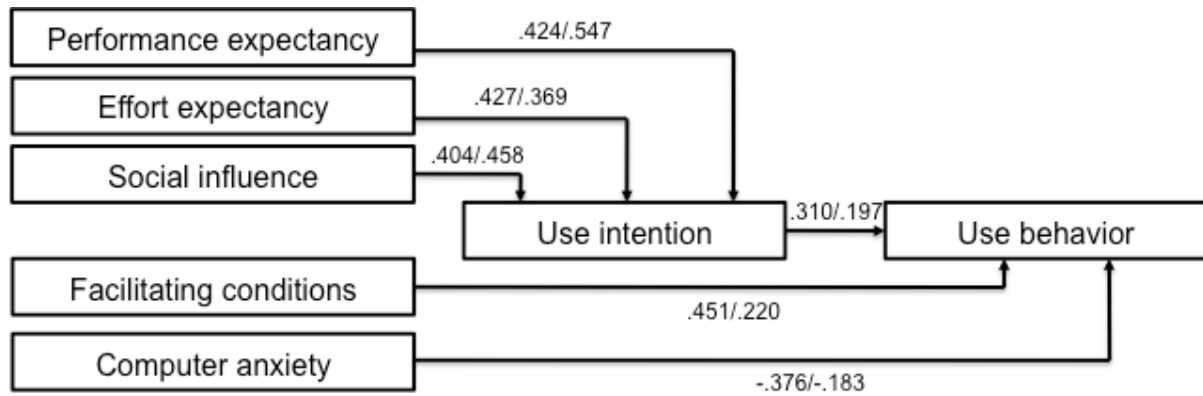 Performance expectancy
.424/.547
Effort expectancy
.427/.369
Social influence
.404/.458
Use intention
.310/.197
Use behavior
Facilitating conditions
.451/.220
Computer anxiety
-.376/-.183